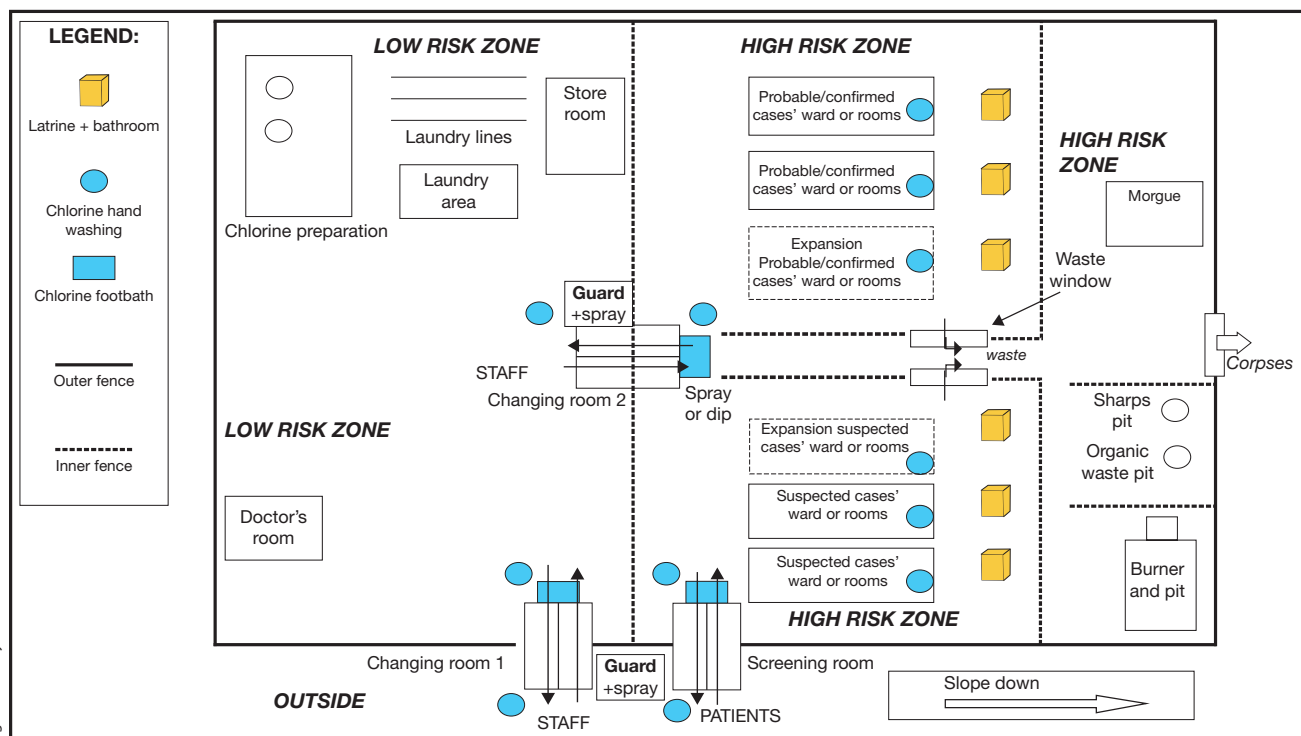 LEGEND:
Latrine + bathroom
Chlorine hand
washing
Chlorine footbath
Outer fence
Inner fence
LOW RISK ZONE
Chlorine preparation
Laundry lines
Laundry
area
Store
room
HIGH RISK ZONE
Probable/confirmed
cases' ward or rooms
Probable/confirmed
cases' ward or rooms
Expansion
Probable/confirmed
cases' ward or rooms
HIGH RISK
ZONE
Morgue
Waste
window
Guard
+spray
STAFF
Changing room 2
Spray
or dip
waste
Corpses
Sharps
pit
Organic
waste pit
Burner
and pit
LOW RISK ZONE
Doctor's
room
Expansion suspected
cases' ward or rooms
Suspected cases'
ward or rooms
Suspected cases'
ward or rooms
HIGH RISK ZONE
Changing room 1
Guard
+spray
Screening room
OUTSIDE
STAFF
PATIENTS
Slope down